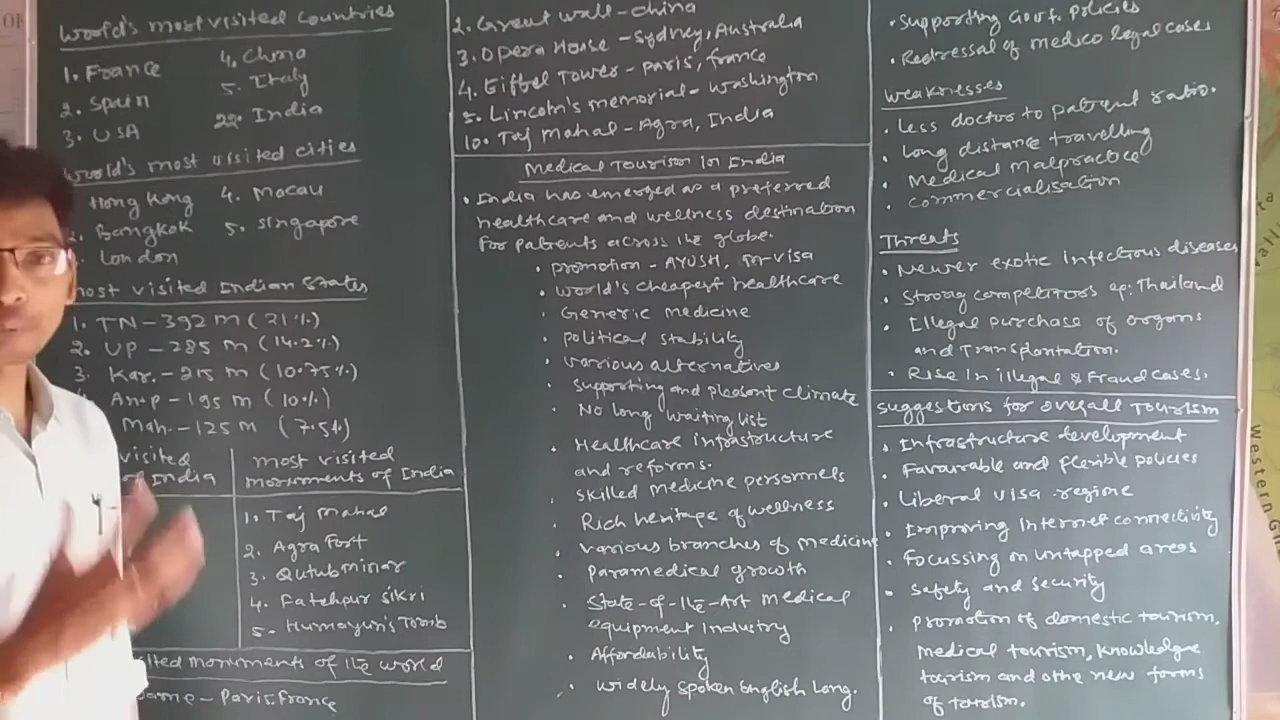 World's most visited countries
1. France
2. Spain
3. USA
4. China
5. Italy
22. India
World's most visited cities
Hong Kong
Bangkok
London
4. Macau
5. Singapore
most visited Indian States
1. TN - 392 m (21%)
2. UP - 285 m (14.2%)
3. Kar. - 215 m (10.75%)
An.p - 195 m (10%)
Mah. - 125 m (7.5%)
visited
of India
most visited
monuments of India
1. Taj mahal
2. Agra Fort
3. Qutub minar
4. Fatehpur Sikri
5. Humayun's Tomb
monuments of the world
Dame - Paris, France
2. Great Wall - China
3. Opera House - Sydney, Australia
4. Eiffel Tower - Paris, France
5. Lincoln's memorial - Washington
10. Taj Mahal - Agra, India
Medical Tourism in India
• India has emerged as a preferred
healthcare and wellness destination
for patients across the globe.
• promotion - AYUSH, m-visa
• world's cheapest healthcare
• Generic medicine
• political stability
• various alternatives
• supporting and pleasant climate
• No long waiting list
• Healthcare infrastructure
and reforms.
• skilled medicine personnels
• Rich heritage of wellness
• various branches of medicine
• paramedical growth
• State-of-the-Art medical
equipment industry
• Affordability
• widely spoken English Lang.
• Supporting Govt. policies
• Redressal of medico legal cases
Weaknesses
• Less doctor to patient ratio.
• Long distance travelling
• Medical malpractice
• commercialisation
Threats
• Newer exotic infectious diseases
• Strong competitors eg: Thailand
• Illegal purchase of organs
and Transplantation.
• Rise in illegal & Fraud cases.
Suggestions for overall Tourism
• Infrastructure development
• Favourable and flexible policies
• Liberal visa regime
• Improving Internet connectivity
• Focussing on untapped areas
• Safety and security
• promotion of domestic tourism.
medical tourism, knowledge
tourism and othe new forms
of tourism.